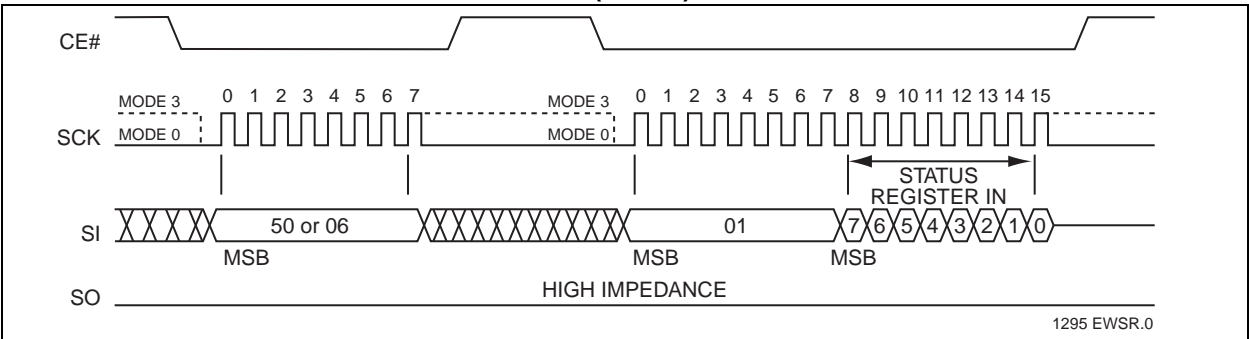 CE#
MODE 3 0 1 2 3 4 5 6 7 MODE 3 0 1 2 3 4 5 6 7 8 9 10 11 12 13 14 15
SCK MODE 0 MODE 0
STATUS
REGISTER IN
SI 50 or 06 01 7 6 5 4 3 2 1 0
MSB MSB MSB
SO HIGH IMPEDANCE
1295 EWSR.0